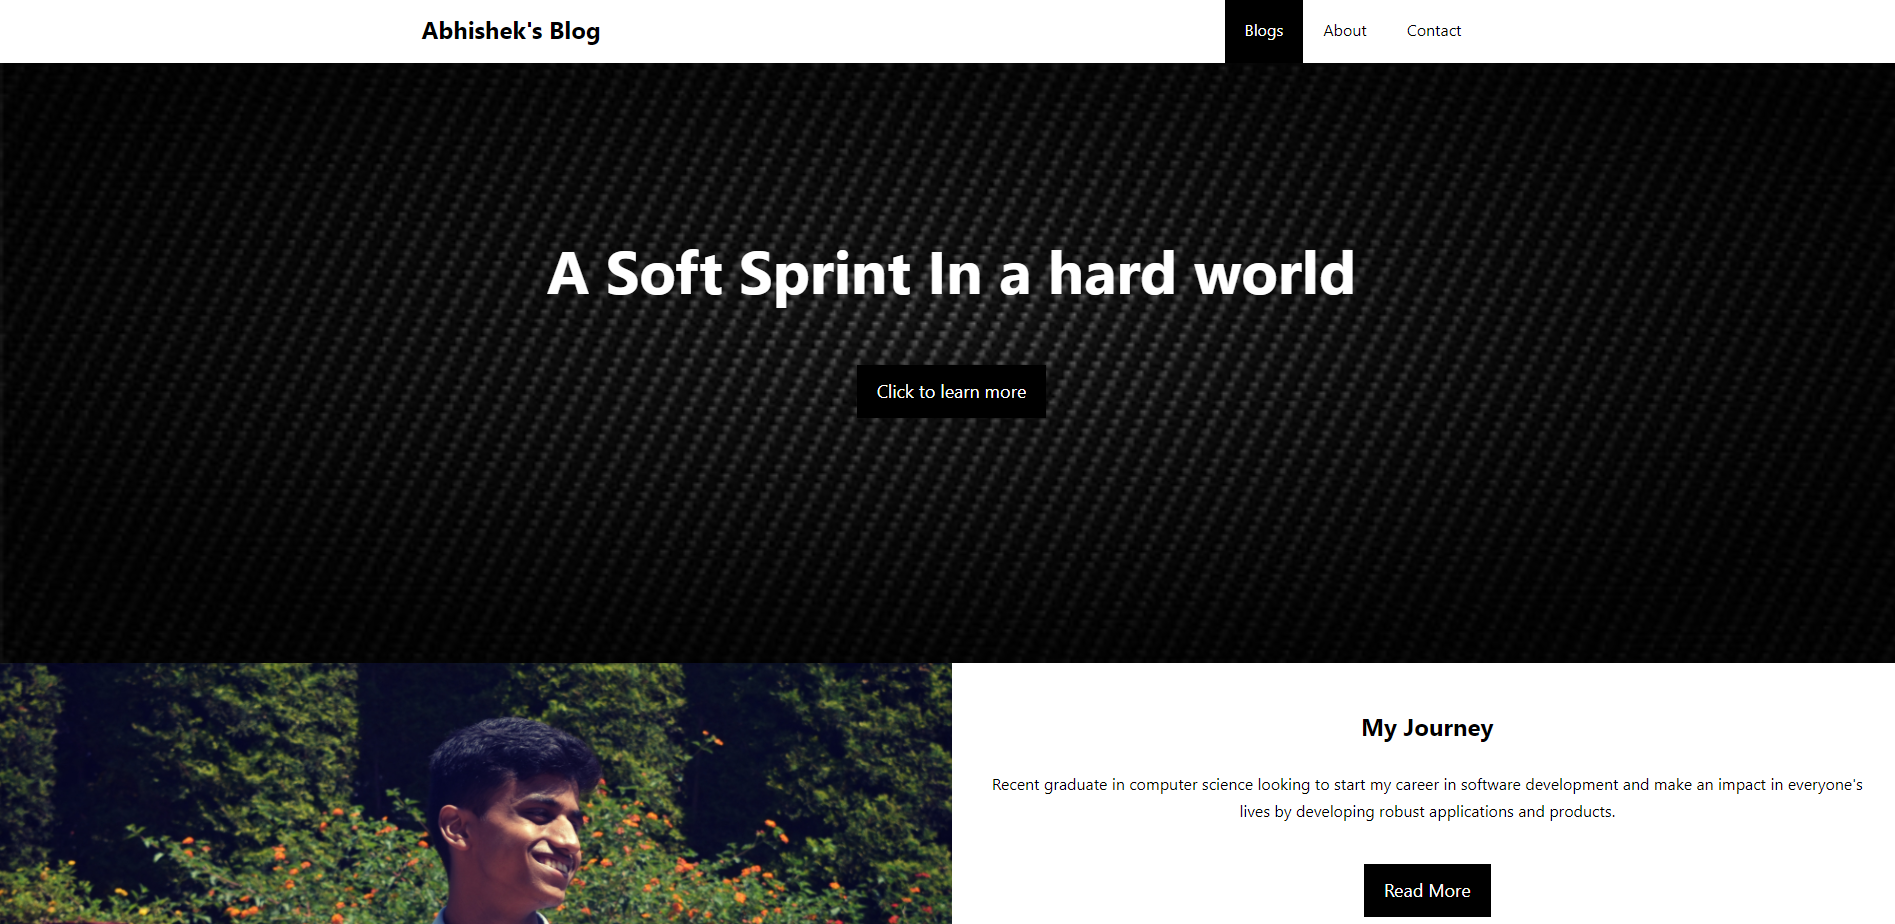 Abhishek's Blog
Blogs About Contact
A Soft Sprint In a hard world
Click to learn more
My Journey
Recent graduate in computer science looking to start my career in software development and make an impact in everyone's
lives by developing robust applications and products.
Read More